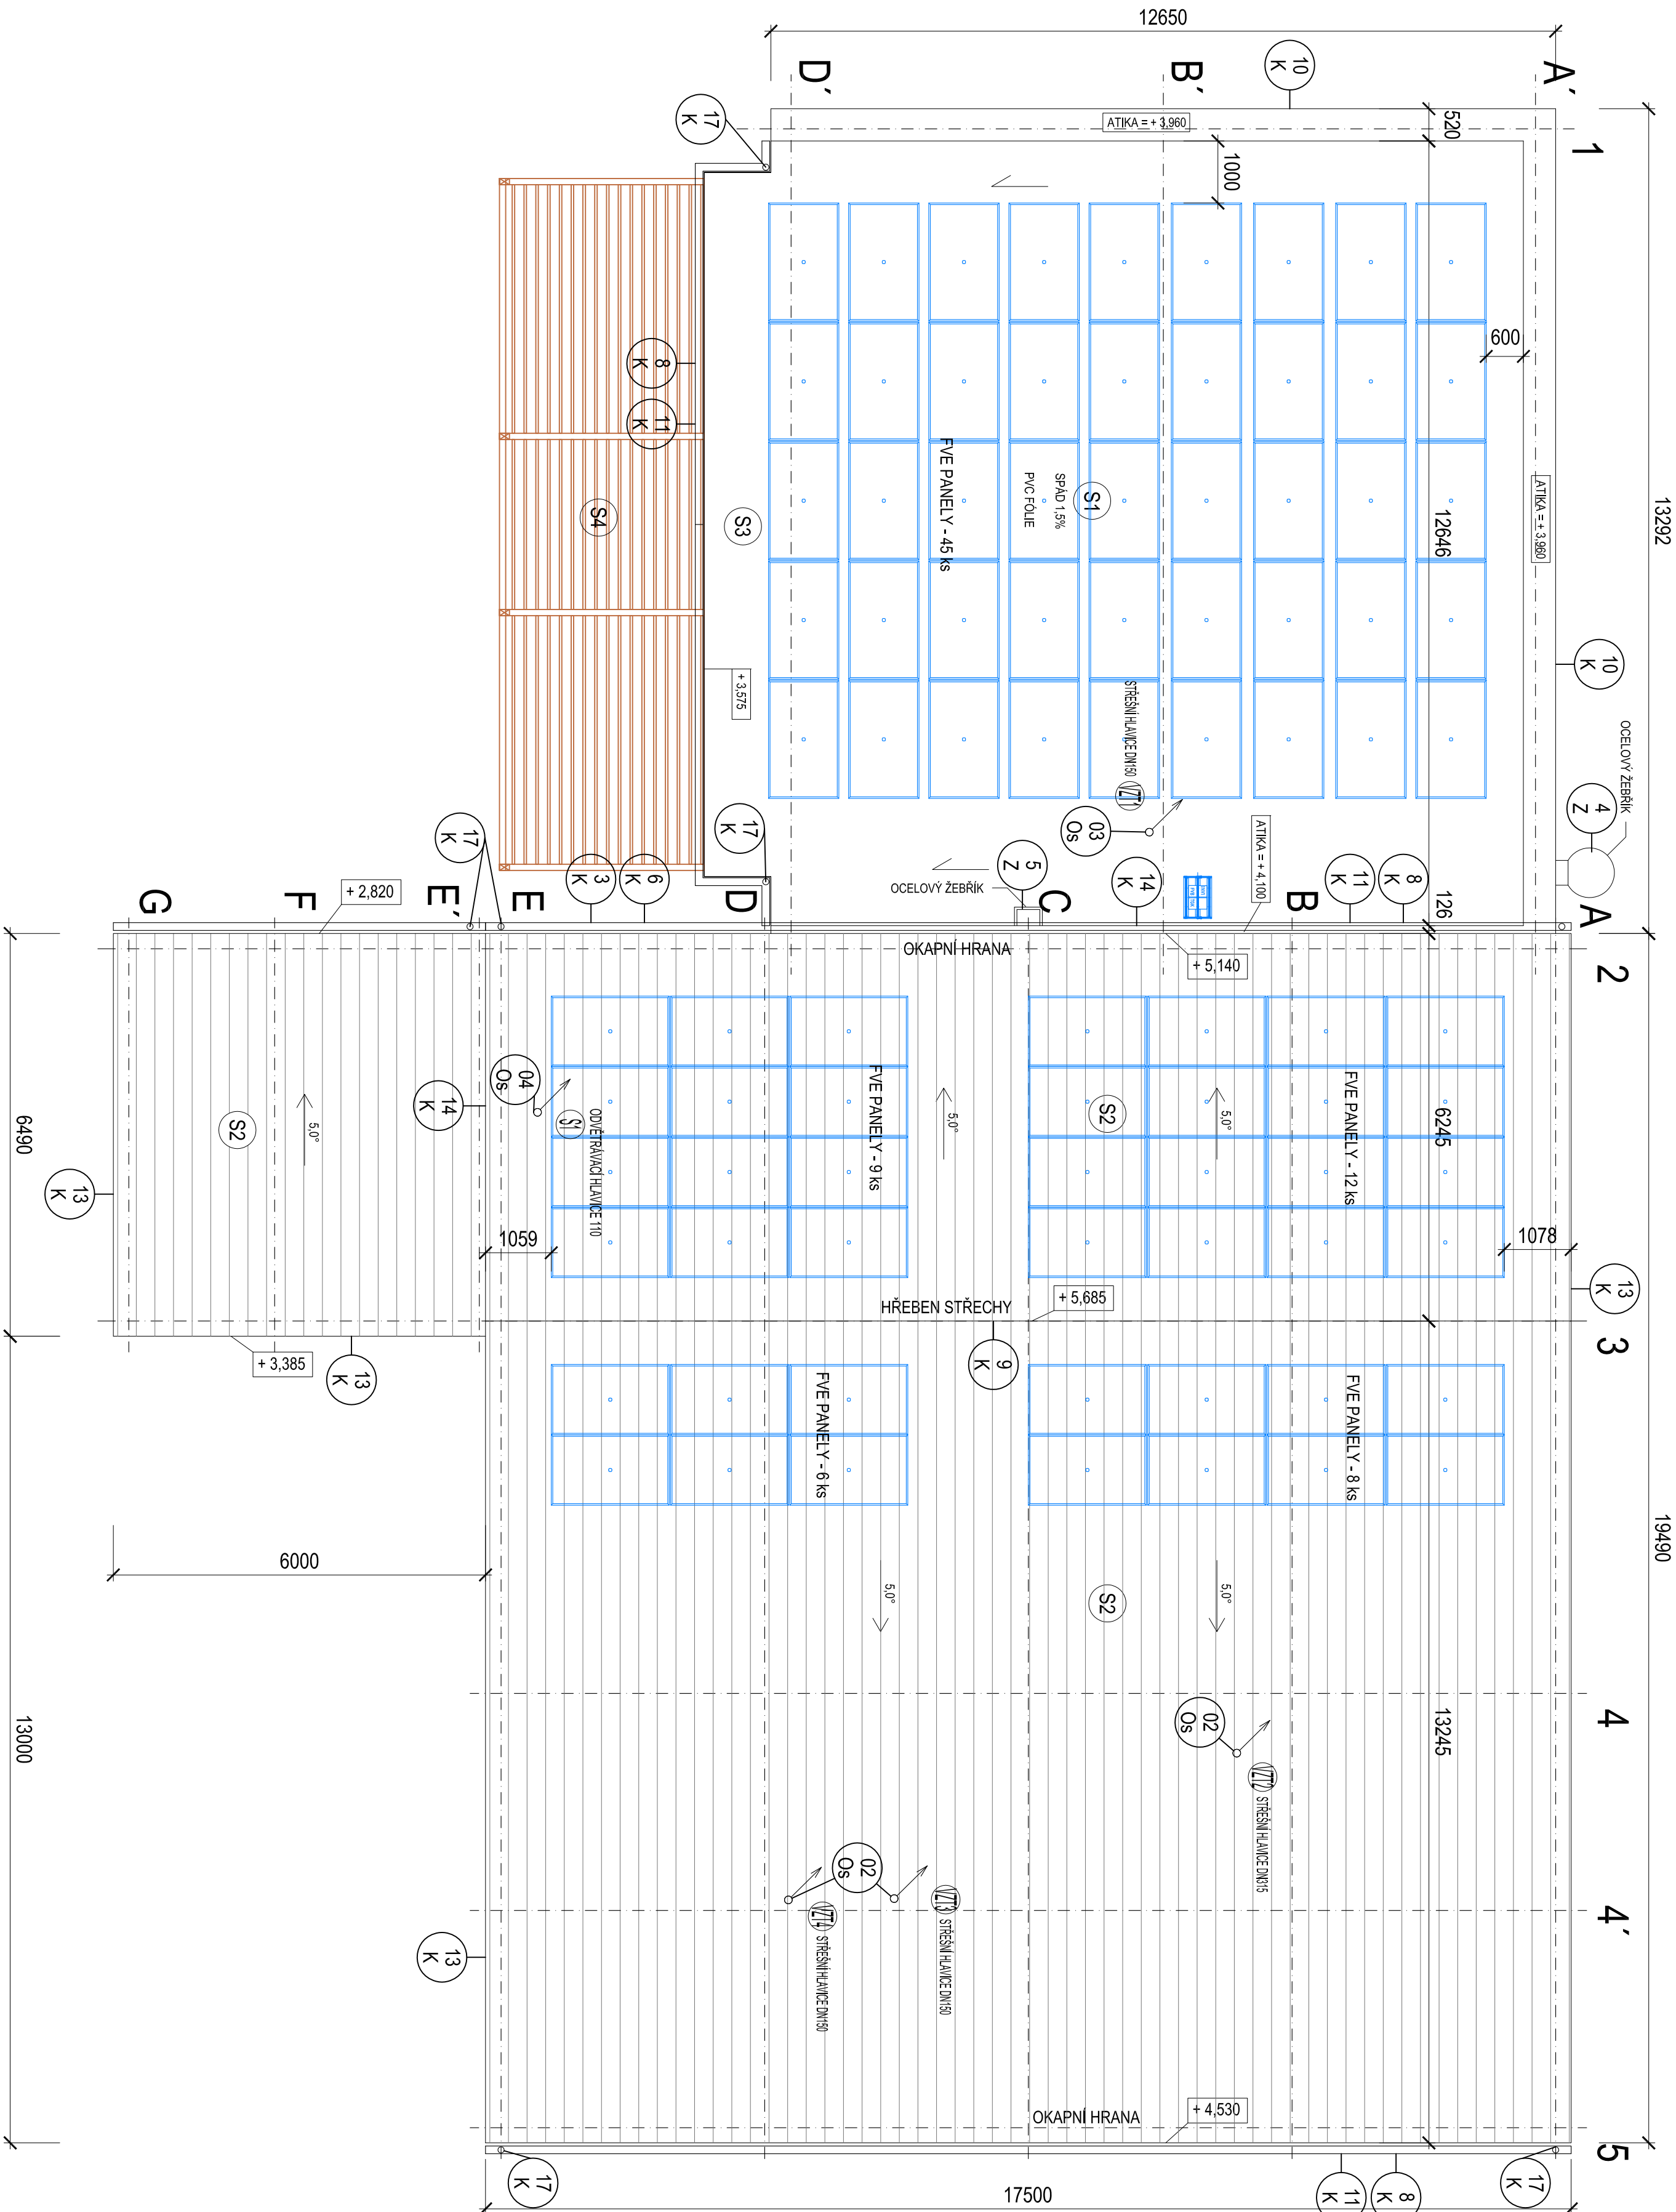 12650
13292
19490
A´
B´
D´
1
10
K
17
K
ATIKA = + 3,960
520
1000
600
ATIKA = + 3,960
12646
10
K
OCELOVÝ ŽEBŘÍK
4
Z
A
126
8
K
11
K
FVE PANELY - 45 ks
S1
SPÁD 1,5%
PVC FÓLIE
8
K
11
K
S3
S4
+ 3,575
STŘEŠNÍ HLAVICE DN150
VZT1
03
Os
17
K
5
Z
OCELOVÝ ŽEBŘÍK
14
K
ATIKA = + 4,100
17
K
3
K
6
K
G
F
E´
E
D
C
B
+ 2,820
OKAPNÍ HRANA
+ 5,140
2
6490
S2
5,0°
14
K
04
Os
S1
ODVĚTRÁVACÍ HLAVICE 110
FVE PANELY - 9 ks
5,0°
S2
5,0°
FVE PANELY - 12 ks
6245
1059
1078
13
K
13
K
HŘEBEN STŘECHY
+ 5,685
9
K
3
+ 3,385
13
K
FVE PANELY - 6 ks
FVE PANELY - 8 ks
6000
5,0°
S2
5,0°
4
13000
13245
02
Os
VZT2
STŘEŠNÍ HLAVICE DN315
02
Os
VZT3
STŘEŠNÍ HLAVICE DN150
VZT4
STŘEŠNÍ HLAVICE DN150
4´
13
K
OKAPNÍ HRANA
+ 4,530
5
17
K
17500
11
K
8
K
17
K